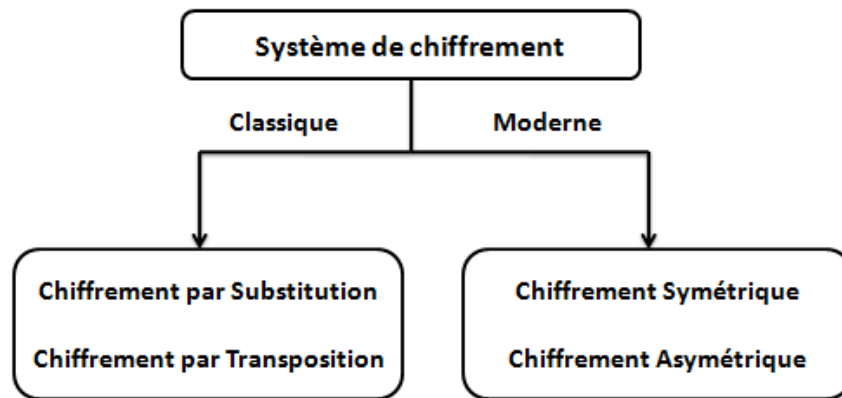 Système de chiffrement
Classique
Moderne
Chiffrement par Substitution
Chiffrement par Transposition
Chiffrement Symétrique
Chiffrement Asymétrique